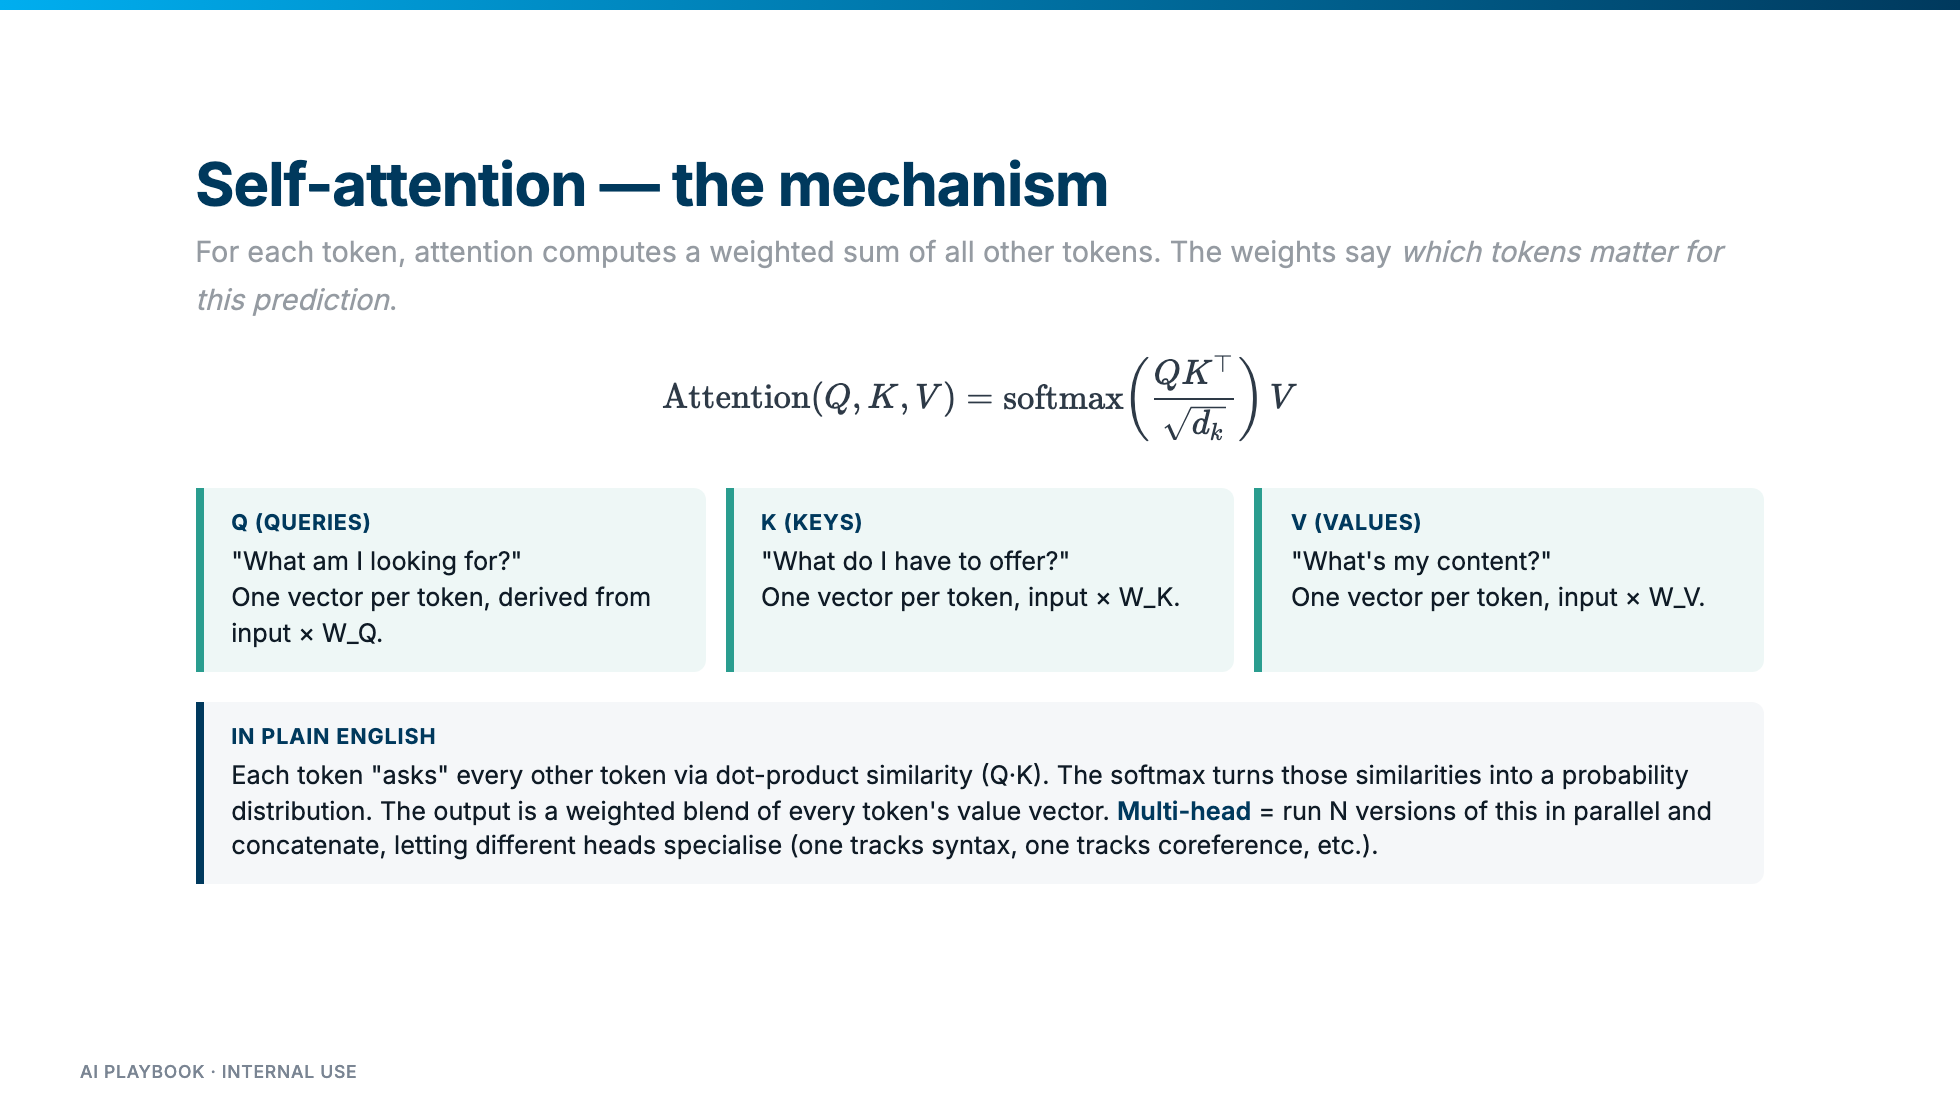 Self-attention — the mechanism
For each token, attention computes a weighted sum of all other tokens. The weights say which tokens matter for
this prediction.
Attention(Q, K, V) = softmax(QK⊤ / √d_k) V
Q (QUERIES)
"What am I looking for?"
One vector per token, derived from
input × W_Q.
K (KEYS)
"What do I have to offer?"
One vector per token, input × W_K.
V (VALUES)
"What's my content?"
One vector per token, input × W_V.
IN PLAIN ENGLISH
Each token "asks" every other token via dot-product similarity (Q·K). The softmax turns those similarities into a probability
distribution. The output is a weighted blend of every token's value vector. Multi-head = run N versions of this in parallel and
concatenate, letting different heads specialise (one tracks syntax, one tracks coreference, etc.).
AI PLAYBOOK · INTERNAL USE